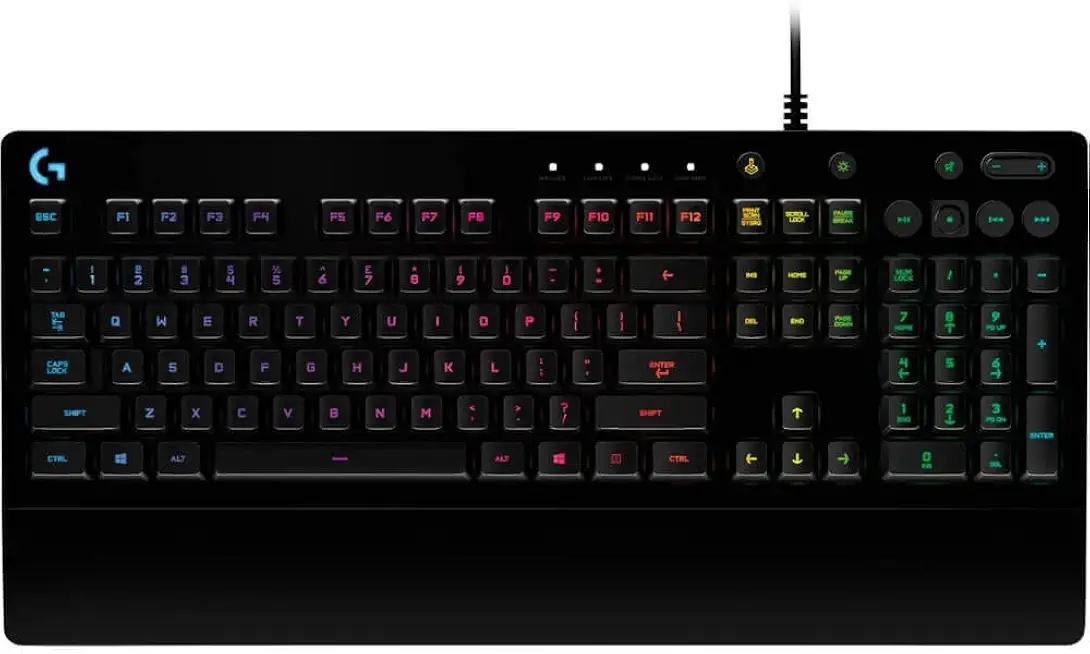 G
ESC F1 F2 F3 F4 F5 F6 F7 F8 F9 F10 F11 F12 PRINT SCRN SYSRQ SCROLL LOCK PAUSE BREAK
1 2 3 4 5 6 7 8 9 0 ← INS HOME PAGE UP NUM LOCK / * -
TAB Q W E R T Y U I O P { [ } ] | \ DEL END PAGE DOWN 7 HOME 8 ↑ 9 PG UP +
CAPS LOCK A S D F G H J K L : ; " ' ENTER 4 ← 5 6 →
SHIFT Z X C V B N M < , > . ? / SHIFT ↑ 1 END 2 ↓ 3 PG DN ENTER
CTRL ALT ALT CTRL ← ↓ → 0 INS . DEL